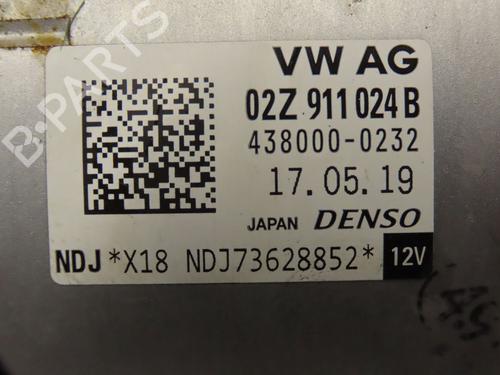 VW AG
02Z 911 024 B
438000-0232
17.05.19
JAPAN DENSO
NDJ *X18 NDJ73628852* 12V
B-PARTS